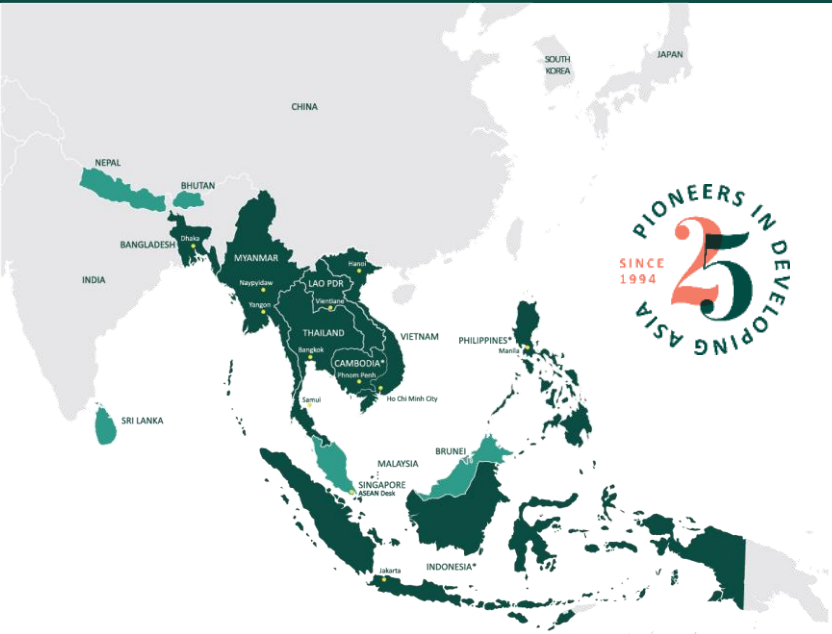 SOUTH
KOREA
JAPAN
CHINA
NEPAL
BHUTAN
BANGLADESH
Dhaka
INDIA
MYANMAR
Naypyidaw
Yangon
Hanoi
LAO PDR
Vientiane
THAILAND
Bangkok
VIETNAM
CAMBODIA*
Phnom Penh
Ho Chi Minh City
Samui
PHILIPPINES*
Manila
SRI LANKA
BRUNEI
MALAYSIA
SINGAPORE
ASEAN Desk
INDONESIA*
Jakarta
PIONEERS IN DEVELOPING ASIA
SINCE
1994
25